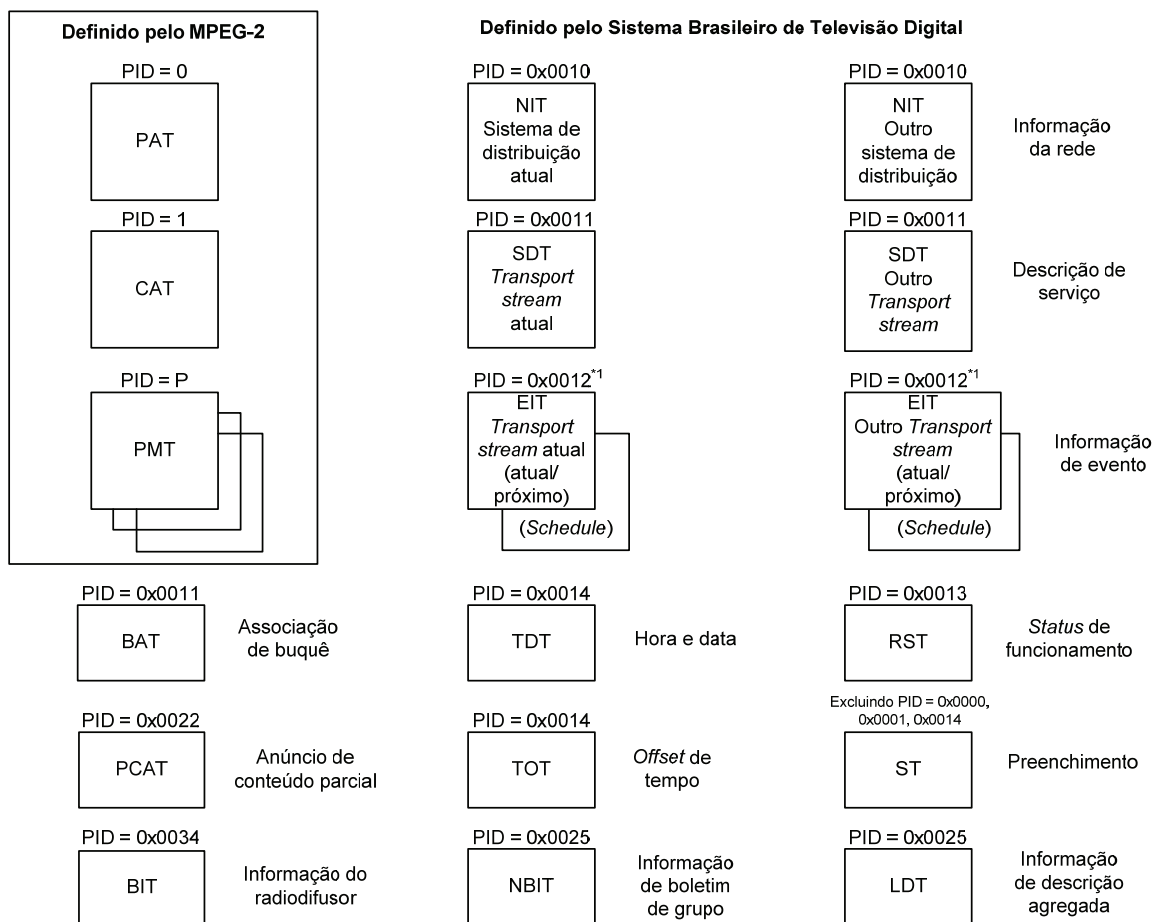 Definido pelo MPEG-2
Definido pelo Sistema Brasileiro de Televisão Digital
PID = 0
PAT
PID = 0x0010
NIT
Sistema de
distribuição
atual
PID = 0x0010
NIT
Outro
sistema de
distribuição
Informação
da rede
PID = 1
CAT
PID = 0x0011
SDT
Transport
stream
atual
PID = 0x0011
SDT
Outro
Transport
stream
Descrição de
serviço
PID = P
PMT
PID = 0x0012*1
EIT
Transport
stream atual
(atual/
próximo)
(Schedule)
PID = 0x0012*1
EIT
Outro Transport
stream
(atual/
próximo)
(Schedule)
Informação
de evento
PID = 0x0011
BAT
Associação
de buquê
PID = 0x0014
TDT
Hora e data
PID = 0x0013
RST
Status de
funcionamento
PID = 0x0022
PCAT
Anúncio de
conteúdo parcial
PID = 0x0014
TOT
Offset de
tempo
Excluindo PID = 0x0000,
0x0001, 0x0014
ST
Preenchimento
PID = 0x0034
BIT
Informação do
radiodifusor
PID = 0x0025
NBIT
Informação
de boletim
de grupo
PID = 0x0025
LDT
Informação
de descrição
agregada